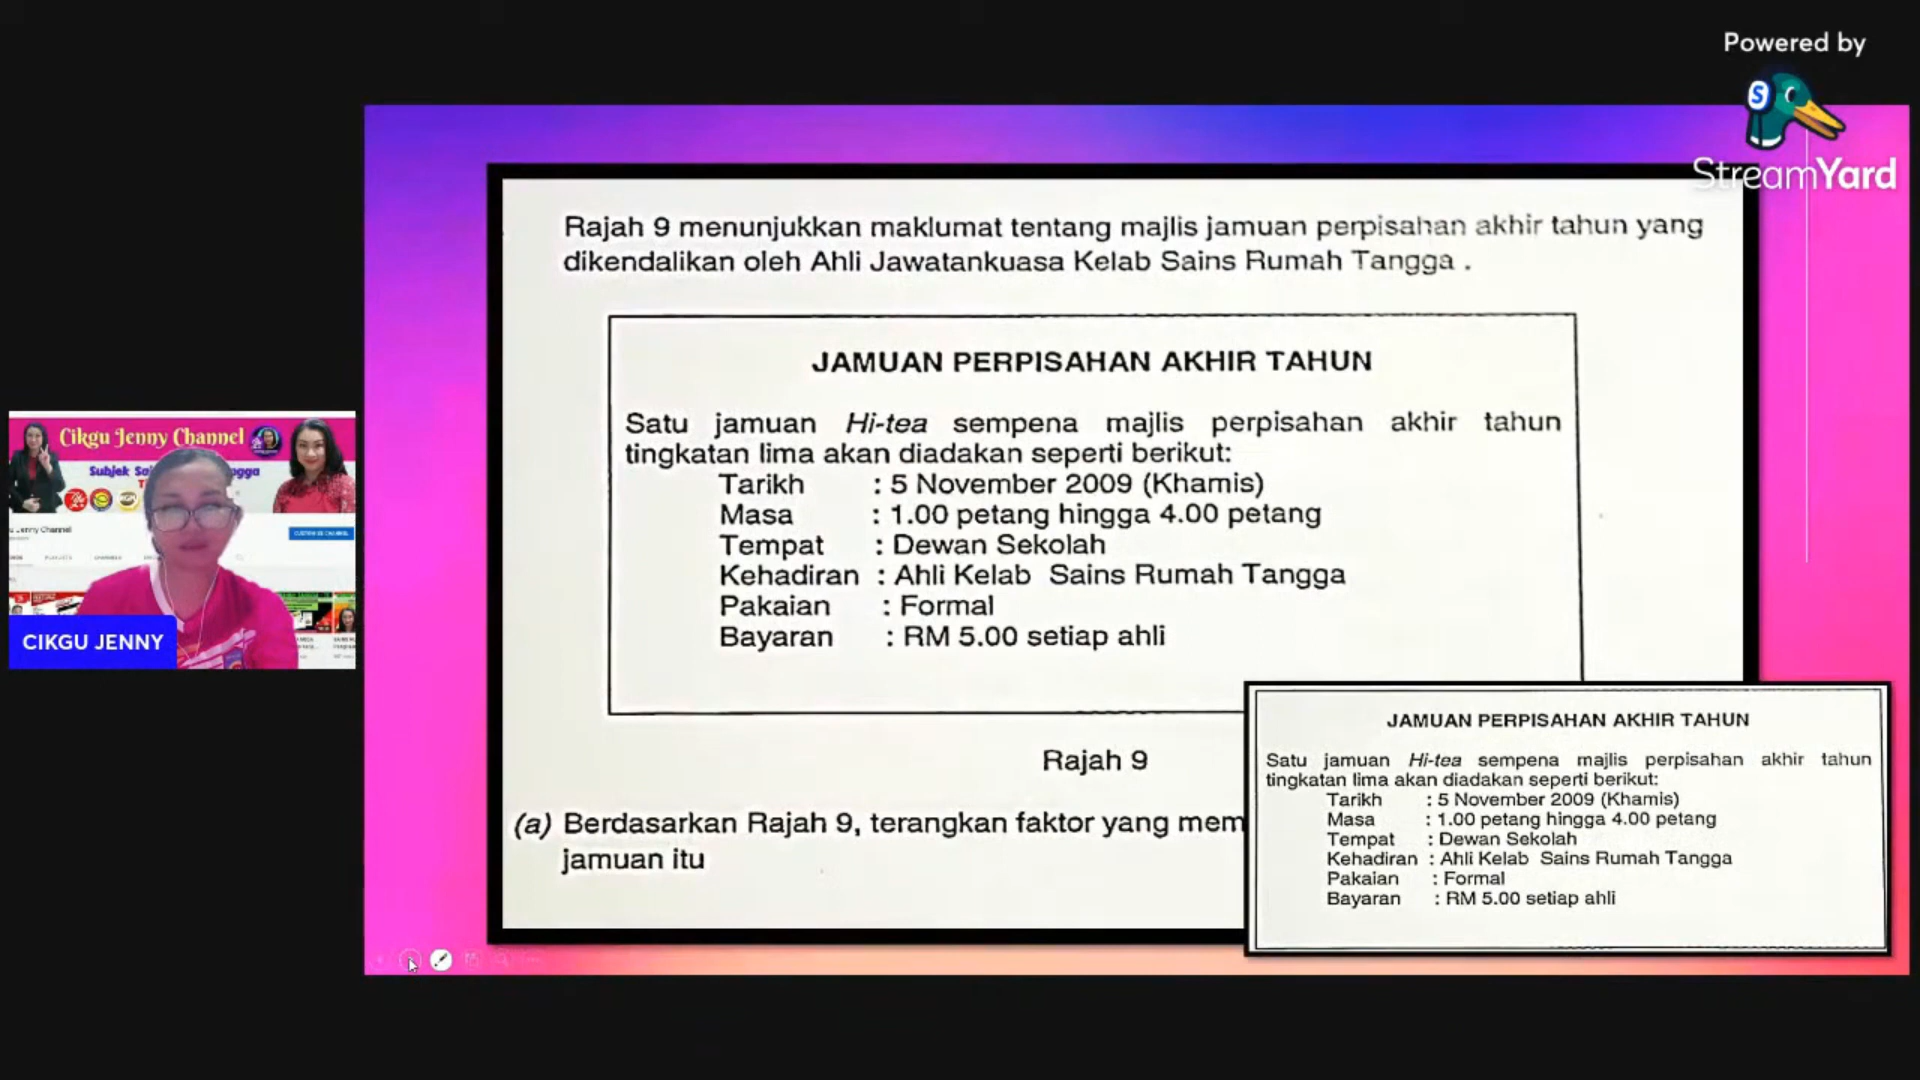 Powered by
StreamYard
Rajah 9 menunjukkan maklumat tentang majlis jamuan perpisahan akhir tahun yang
dikendalikan oleh Ahli Jawatankuasa Kelab Sains Rumah Tangga .
JAMUAN PERPISAHAN AKHIR TAHUN
Satu jamuan Hi-tea sempena majlis perpisahan akhir tahun
tingkatan lima akan diadakan seperti berikut:
Tarikh : 5 November 2009 (Khamis)
Masa : 1.00 petang hingga 4.00 petang
Tempat : Dewan Sekolah
Kehadiran : Ahli Kelab Sains Rumah Tangga
Pakaian : Formal
Bayaran : RM 5.00 setiap ahli
Rajah 9
(a) Berdasarkan Rajah 9, terangkan faktor yang mem
jamuan itu
JAMUAN PERPISAHAN AKHIR TAHUN
Satu jamuan Hi-tea sempena majlis perpisahan akhir tahun
tingkatan lima akan diadakan seperti berikut:
Tarikh : 5 November 2009 (Khamis)
Masa : 1.00 petang hingga 4.00 petang
Tempat : Dewan Sekolah
Kehadiran : Ahli Kelab Sains Rumah Tangga
Pakaian : Formal
Bayaran : RM 5.00 setiap ahli
Cikgu Jenny Channel
Subjek
CIKGU JENNY